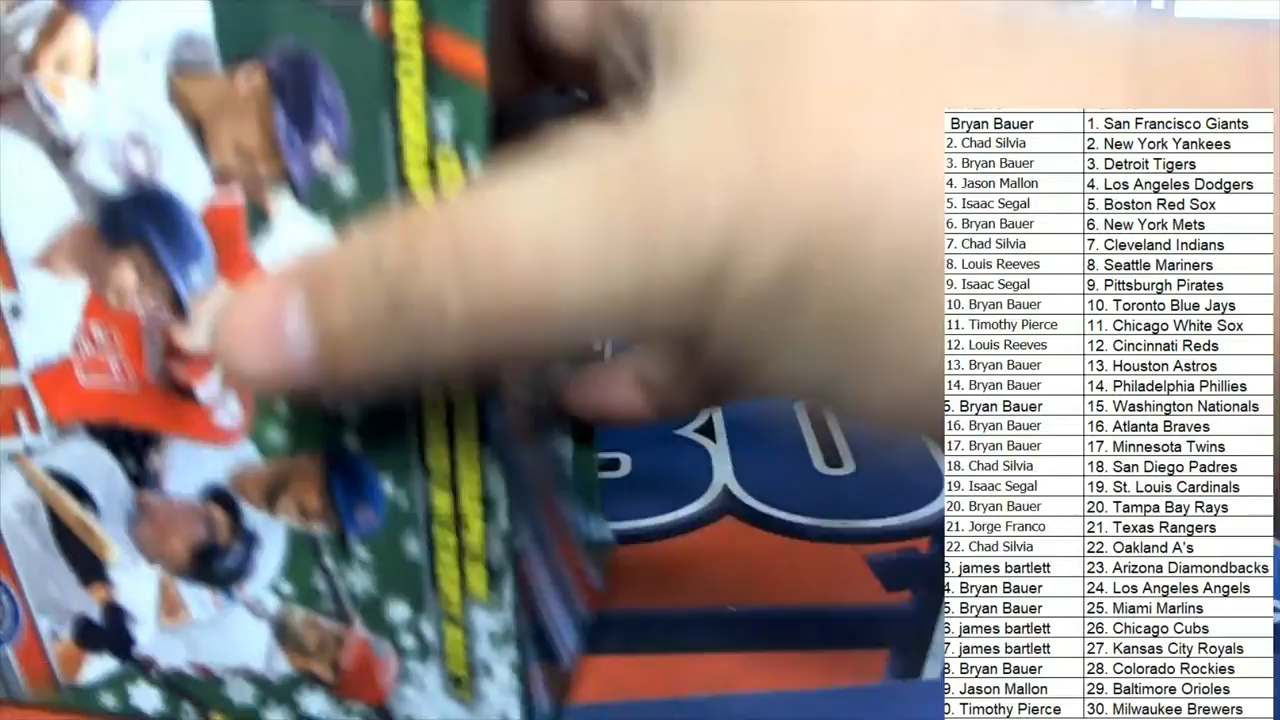 Bryan Bauer 1. San Francisco Giants
2. Chad Silvia 2. New York Yankees
3. Bryan Bauer 3. Detroit Tigers
4. Jason Mallon 4. Los Angeles Dodgers
5. Isaac Segal 5. Boston Red Sox
6. Bryan Bauer 6. New York Mets
7. Chad Silvia 7. Cleveland Indians
8. Louis Reeves 8. Seattle Mariners
9. Isaac Segal 9. Pittsburgh Pirates
10. Bryan Bauer 10. Toronto Blue Jays
11. Timothy Pierce 11. Chicago White Sox
12. Louis Reeves 12. Cincinnati Reds
13. Bryan Bauer 13. Houston Astros
14. Bryan Bauer 14. Philadelphia Phillies
5. Bryan Bauer 15. Washington Nationals
16. Bryan Bauer 16. Atlanta Braves
17. Bryan Bauer 17. Minnesota Twins
18. Chad Silvia 18. San Diego Padres
19. Isaac Segal 19. St. Louis Cardinals
20. Bryan Bauer 20. Tampa Bay Rays
21. Jorge Franco 21. Texas Rangers
22. Chad Silvia 22. Oakland A's
3. james bartlett 23. Arizona Diamondbacks
4. Bryan Bauer 24. Los Angeles Angels
5. Bryan Bauer 25. Miami Marlins
6. james bartlett 26. Chicago Cubs
7. james bartlett 27. Kansas City Royals
8. Bryan Bauer 28. Colorado Rockies
9. Jason Mallon 29. Baltimore Orioles
0. Timothy Pierce 30. Milwaukee Brewers